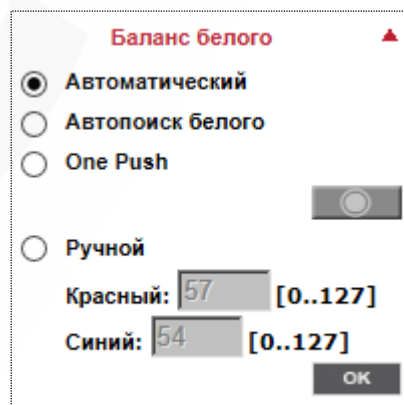 Баланс белого
Автоматический
Автопоиск белого
One Push
Ручной
Красный: 57 [0..127]
Синий: 54 [0..127]
OK